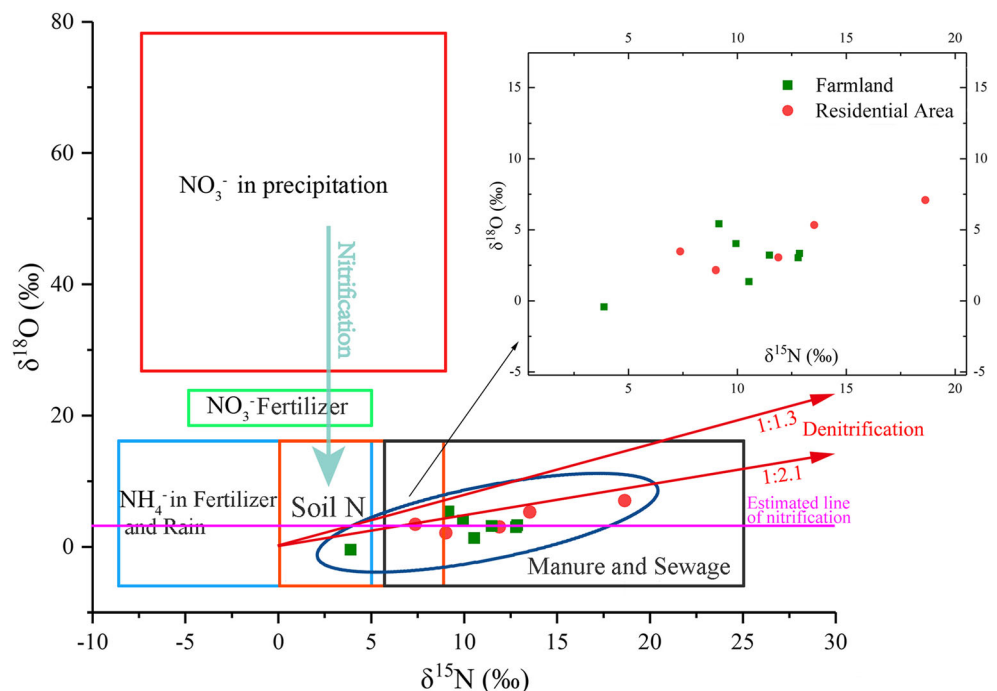 80
60
40
20
0
-10
-5
0
5
10
15
20
25
30
δ¹⁸O (‰)
δ¹⁵N (‰)
NO₃⁻ in precipitation
Nitrification
NO₃⁻Fertilizer
NH₄⁻in Fertilizer
and Rain
Soil N
Manure and Sewage
1:1.3
Denitrification
1:2.1
Estimated line
of nitrification
5
10
15
20
15
10
5
0
-5
15
10
5
0
-5
5
10
15
20
δ¹⁸O (‰)
δ¹⁵N (‰)
Farmland
Residential Area